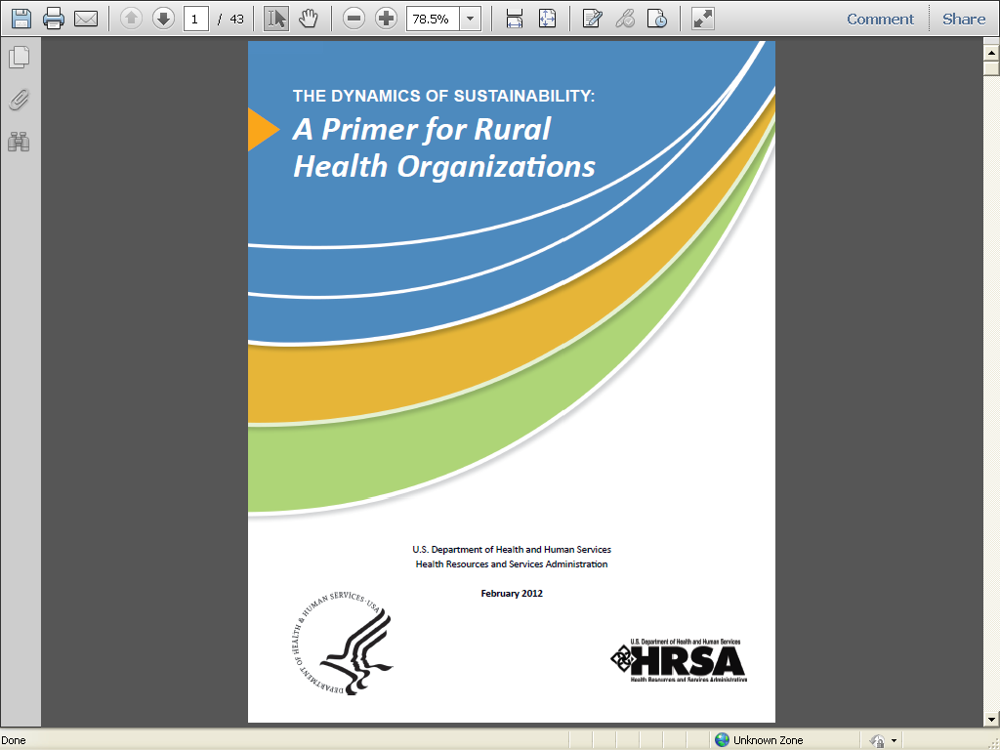 1 / 43
78.5%
Comment
Share
THE DYNAMICS OF SUSTAINABILITY:
A Primer for Rural
Health Organizations
U.S. Department of Health and Human Services
Health Resources and Services Administration
February 2012
DEPARTMENT OF HEALTH & HUMAN SERVICES · USA
U.S. Department of Health and Human Services
HRSA
Health Resources and Services Administration
Done
Unknown Zone